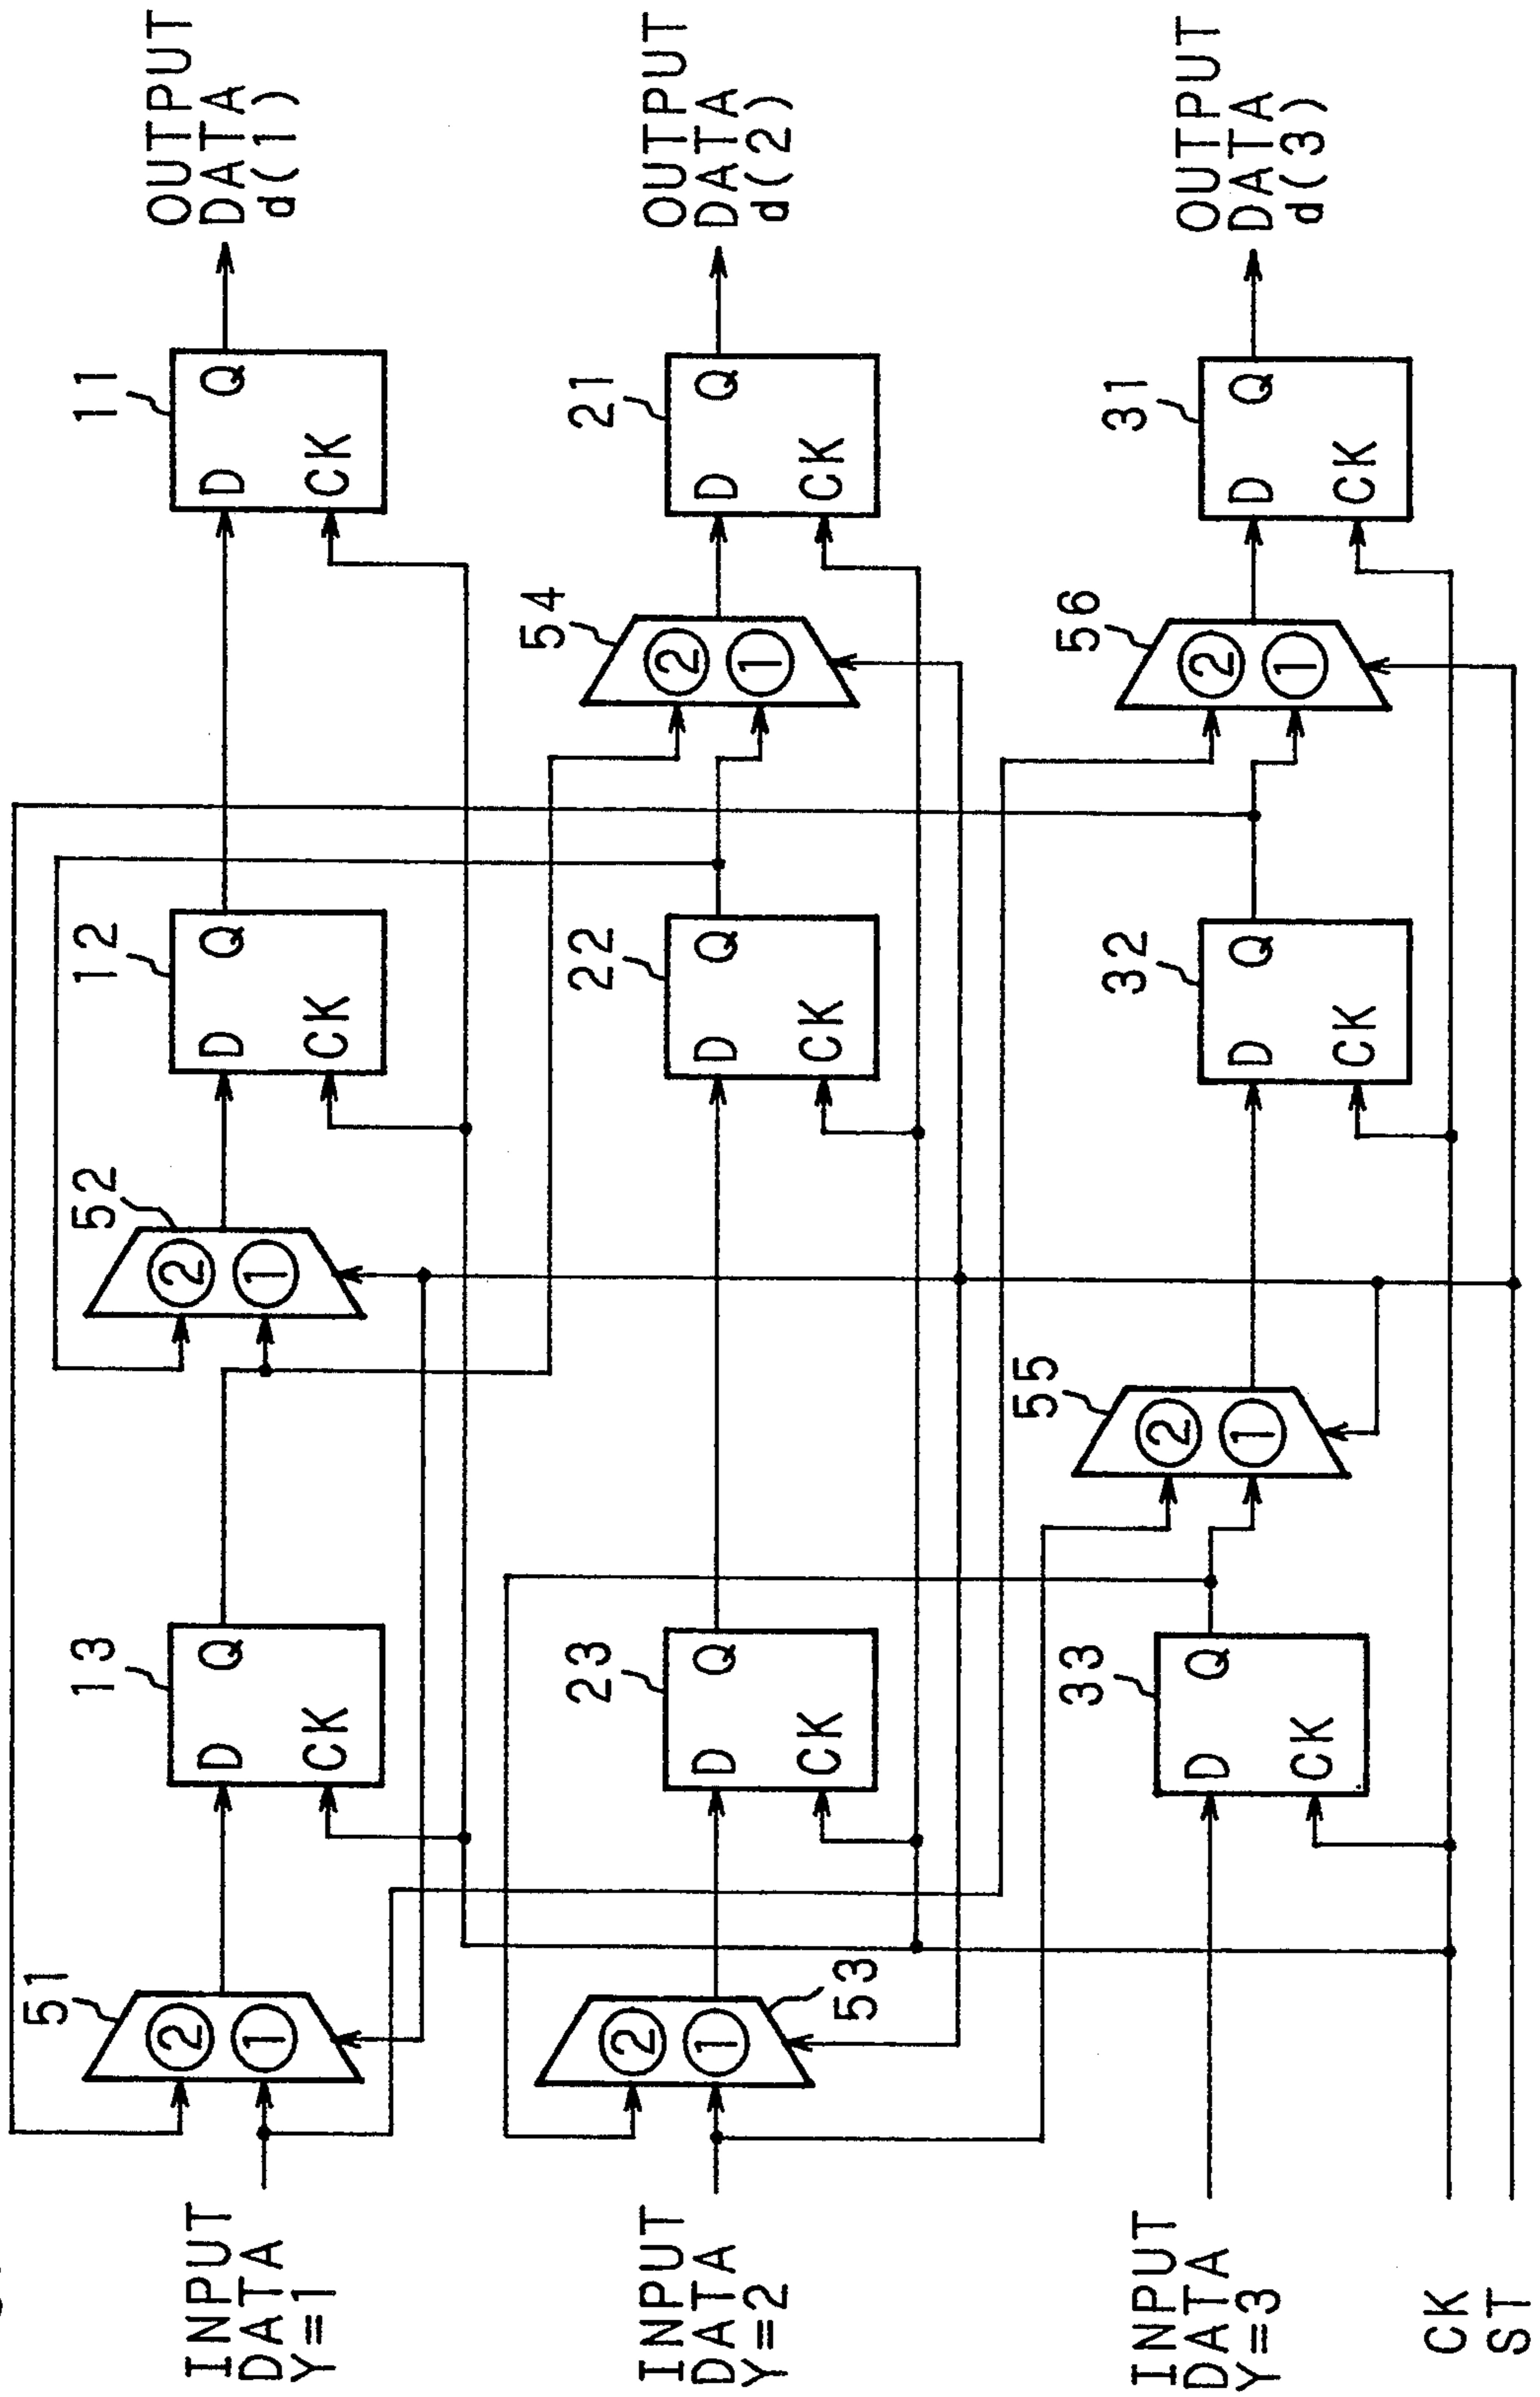 INPUT
DATA
Y=1
51
②
①
13
D
Q
CK
52
②
①
12
D
Q
CK
11
D
Q
CK
OUTPUT
DATA
d(1)
INPUT
DATA
Y=2
53
②
①
23
D
Q
CK
22
D
Q
CK
54
②
①
21
D
Q
CK
OUTPUT
DATA
d(2)
INPUT
DATA
Y=3
33
D
Q
CK
55
②
①
32
D
Q
CK
56
②
①
31
D
Q
CK
OUTPUT
DATA
d(3)
CK
ST